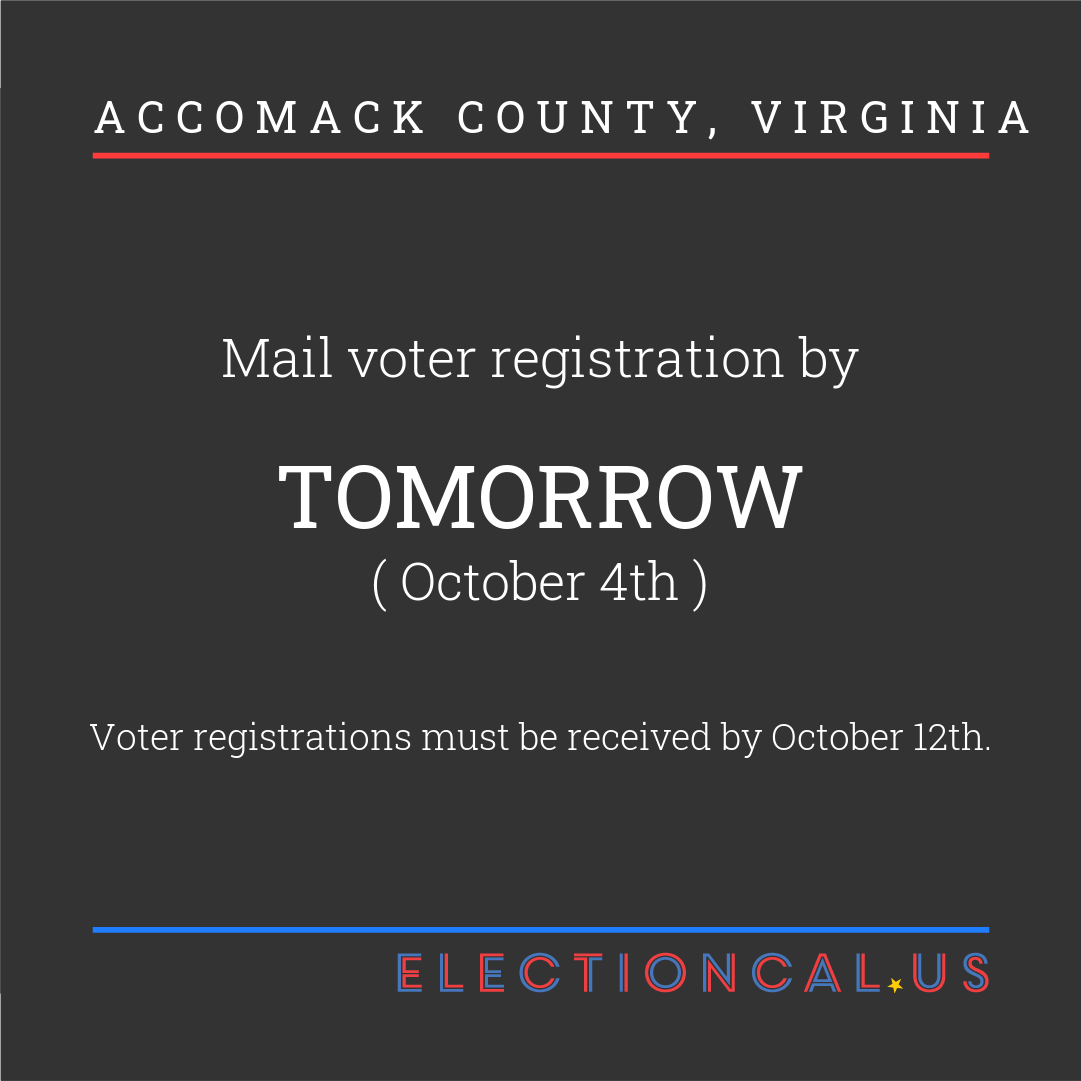 ACCOMACK COUNTY, VIRGINIA
Mail voter registration by
TOMORROW
( October 4th )
Voter registrations must be received by October 12th.
ELECTIONCAL.US